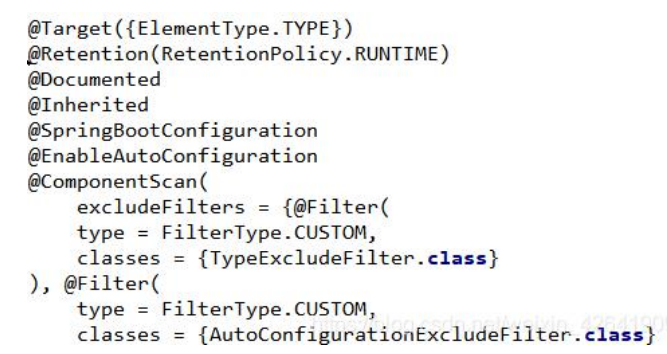 @Target({ElementType.TYPE})
@Retention(RetentionPolicy.RUNTIME)
@Documented
@Inherited
@SpringBootConfiguration
@EnableAutoConfiguration
@ComponentScan(
    excludeFilters = {@Filter(
    type = FilterType.CUSTOM,
    classes = {TypeExcludeFilter.class}
), @Filter(
    type = FilterType.CUSTOM,
    classes = {AutoConfigurationExcludeFilter.class}